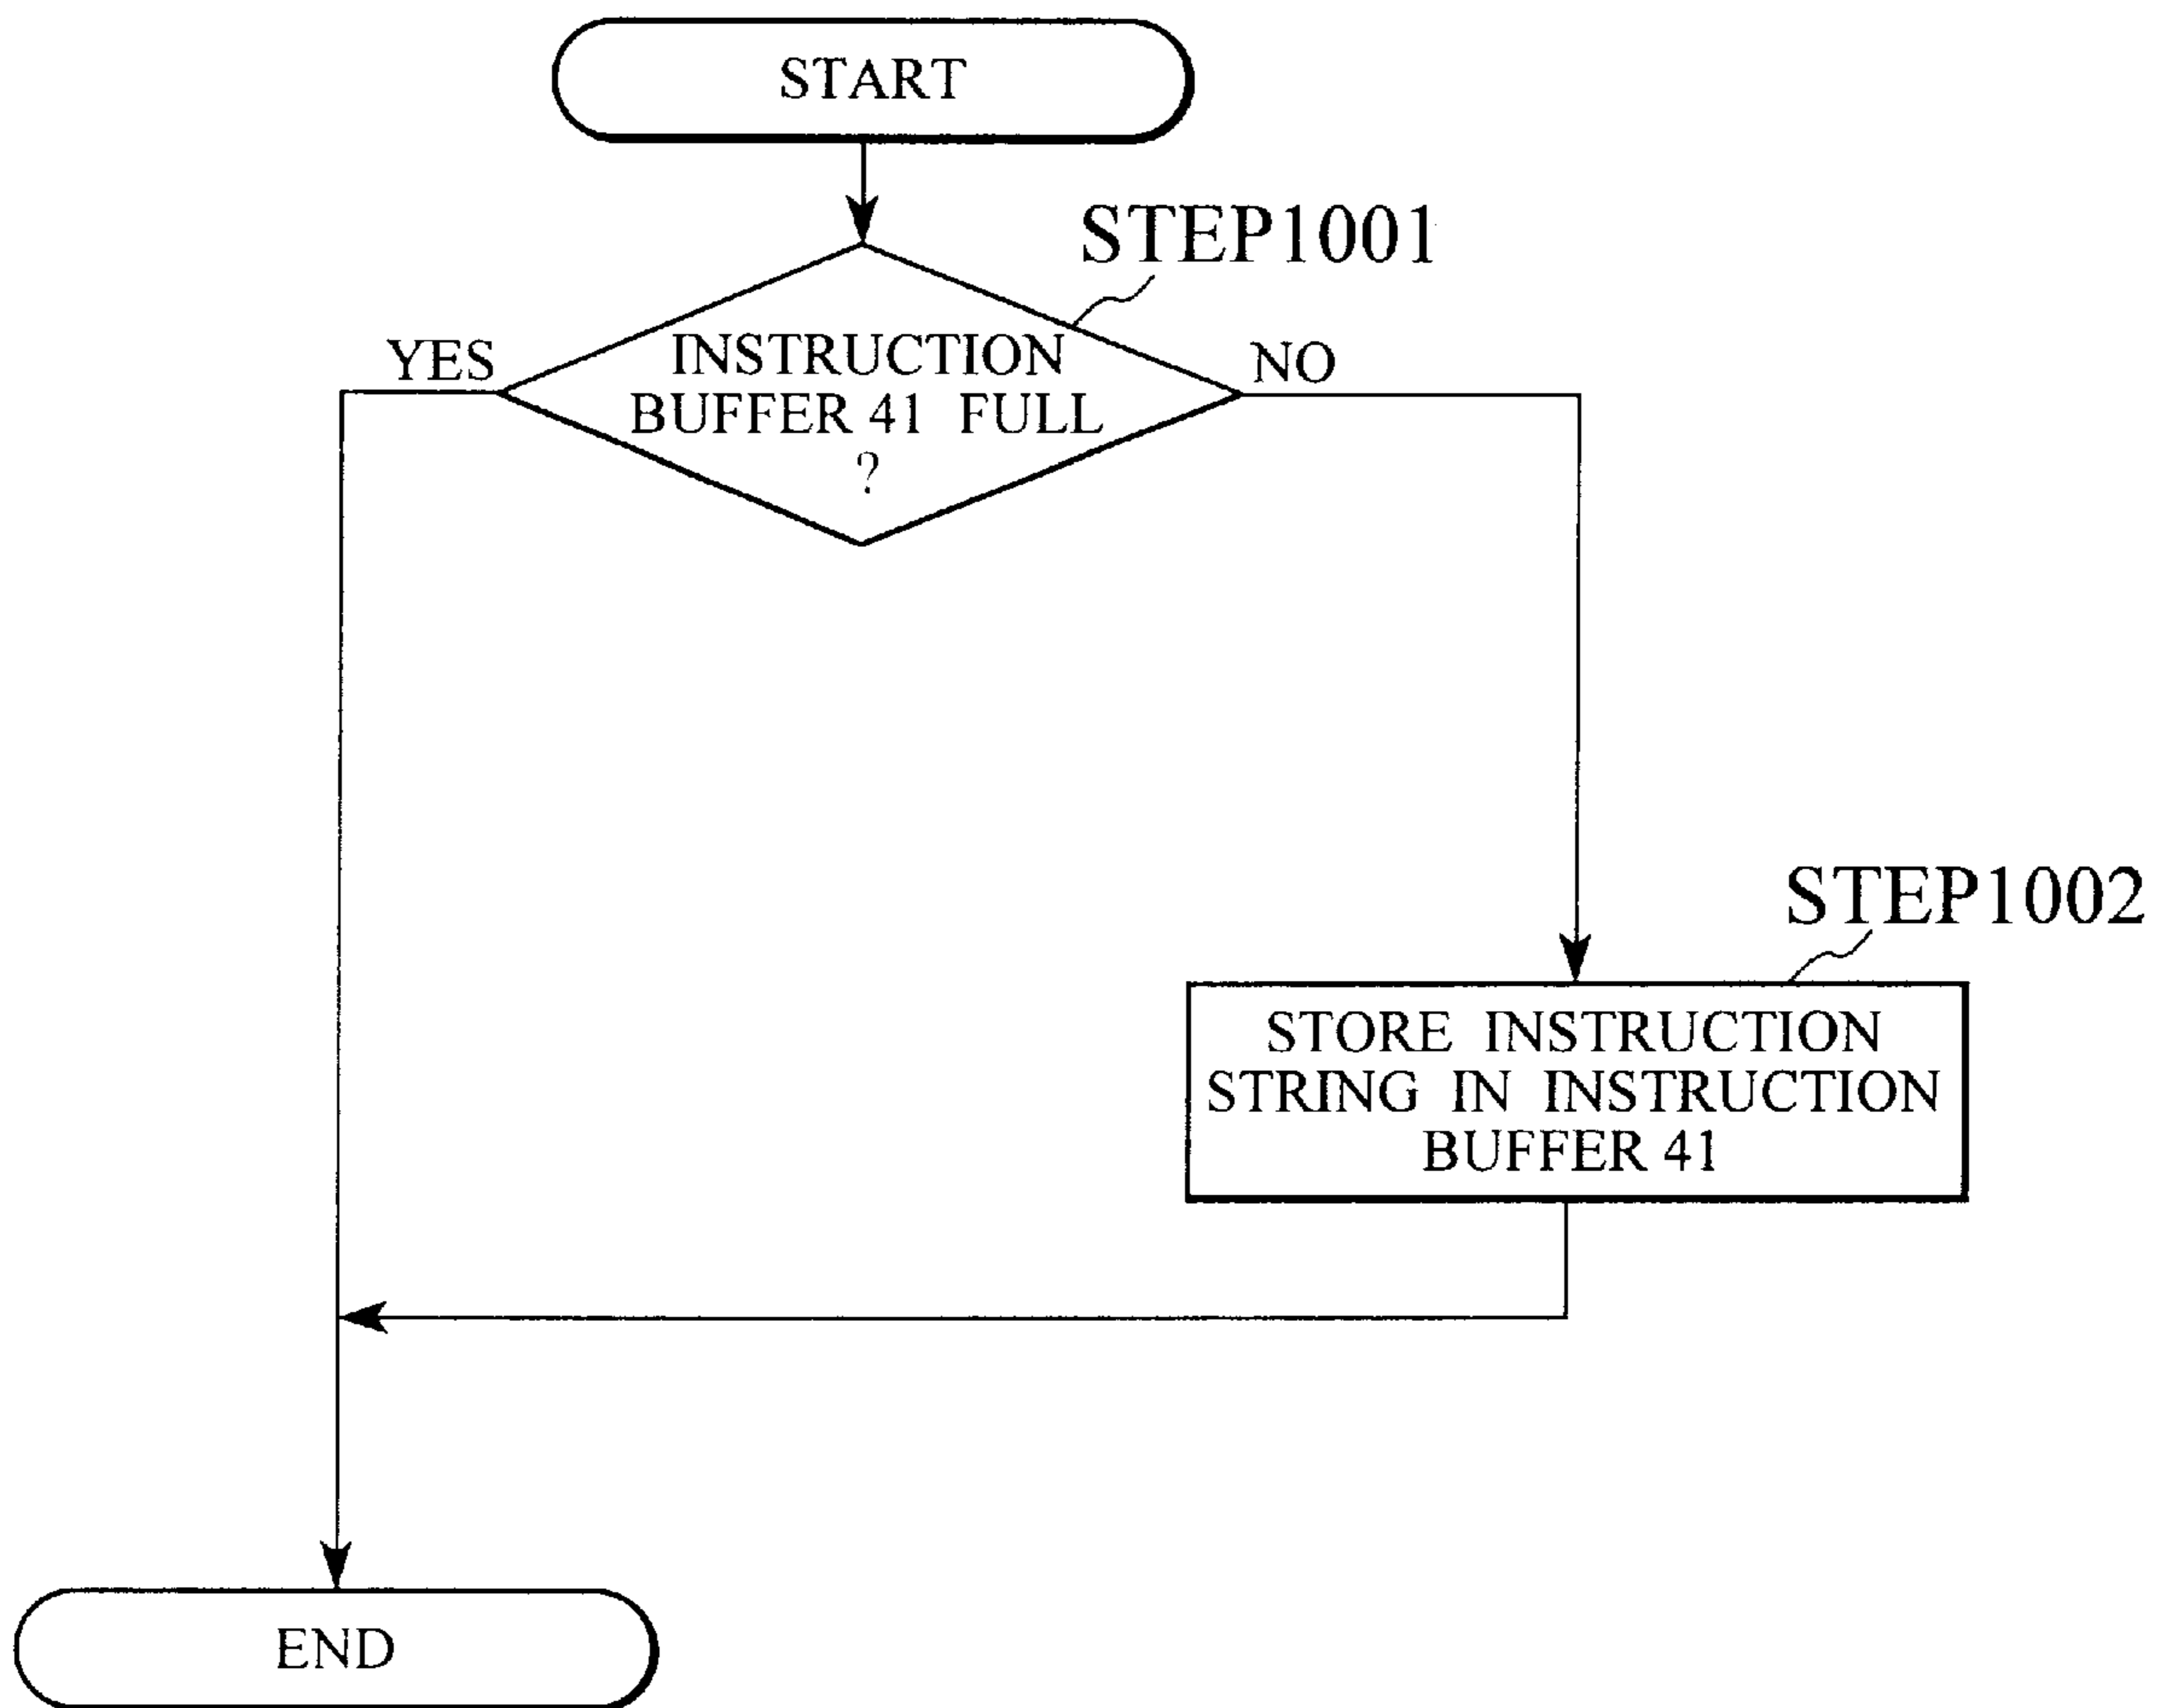 START
STEP1001
YES
INSTRUCTION
BUFFER 41 FULL
?
NO
STEP1002
STORE INSTRUCTION
STRING IN INSTRUCTION
BUFFER 41
END